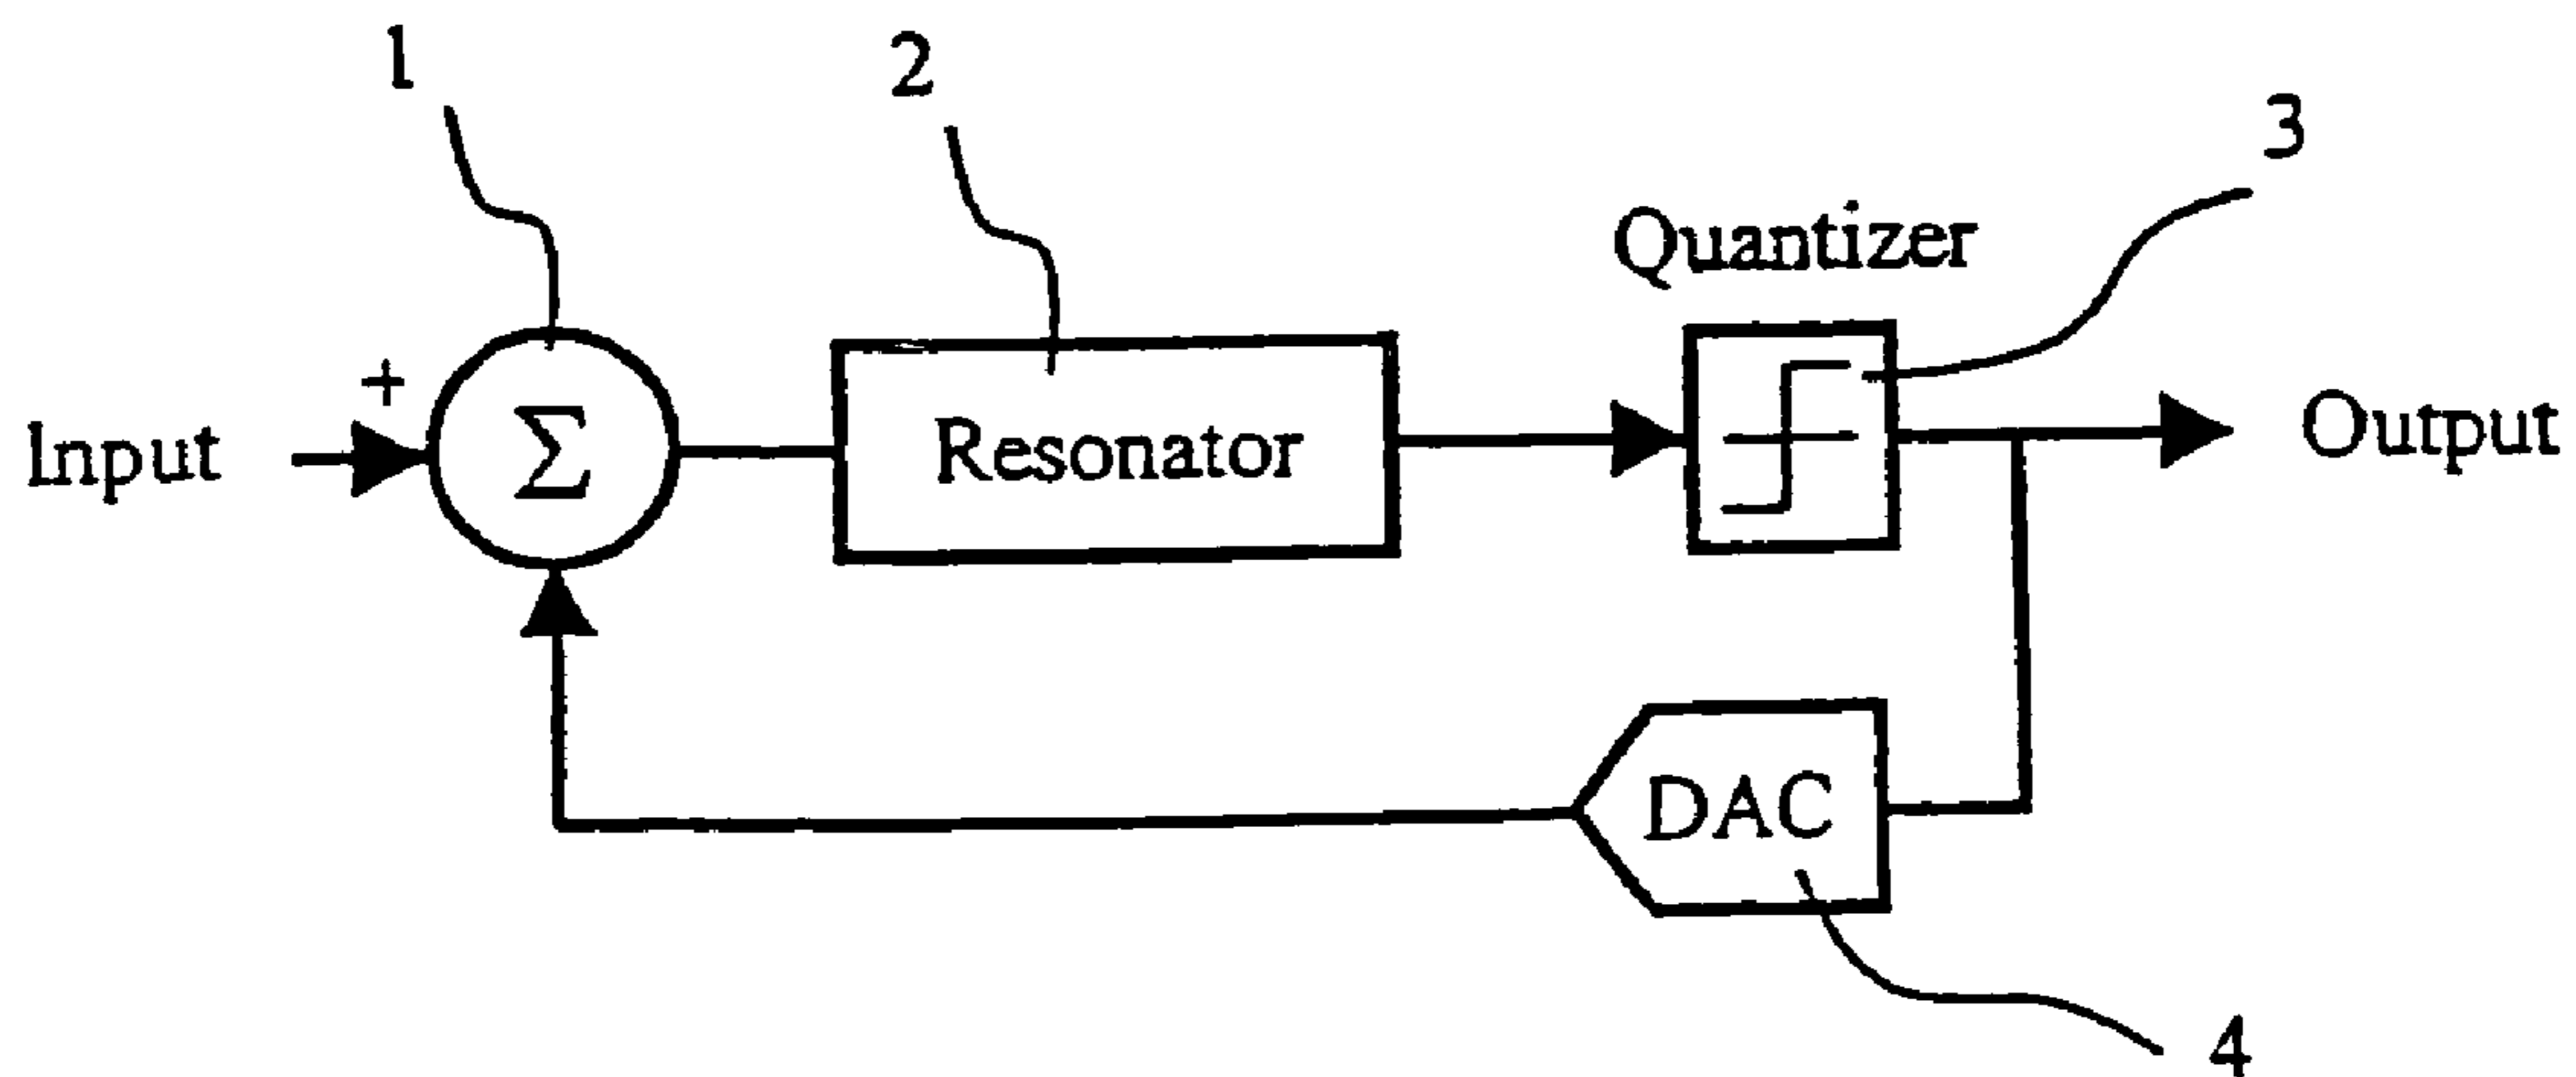 1
2
3
Quantizer
+
Input
Σ
Resonator
Output
DAC
4